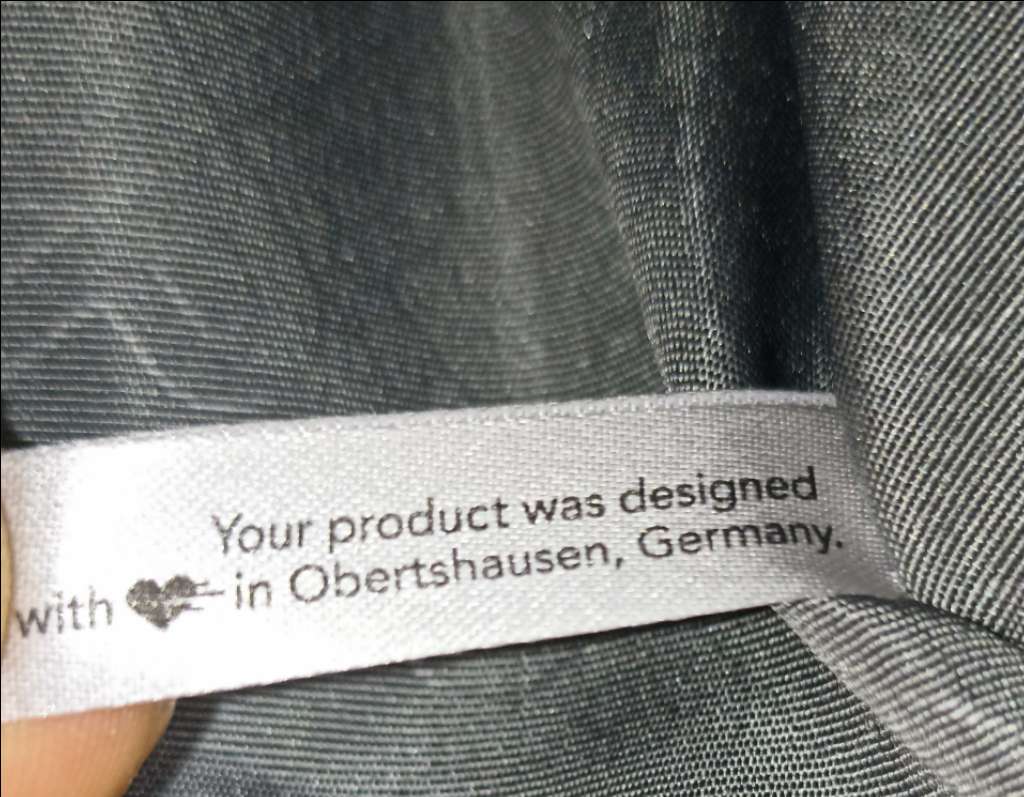 Your product was designed
with in Obertshausen, Germany.